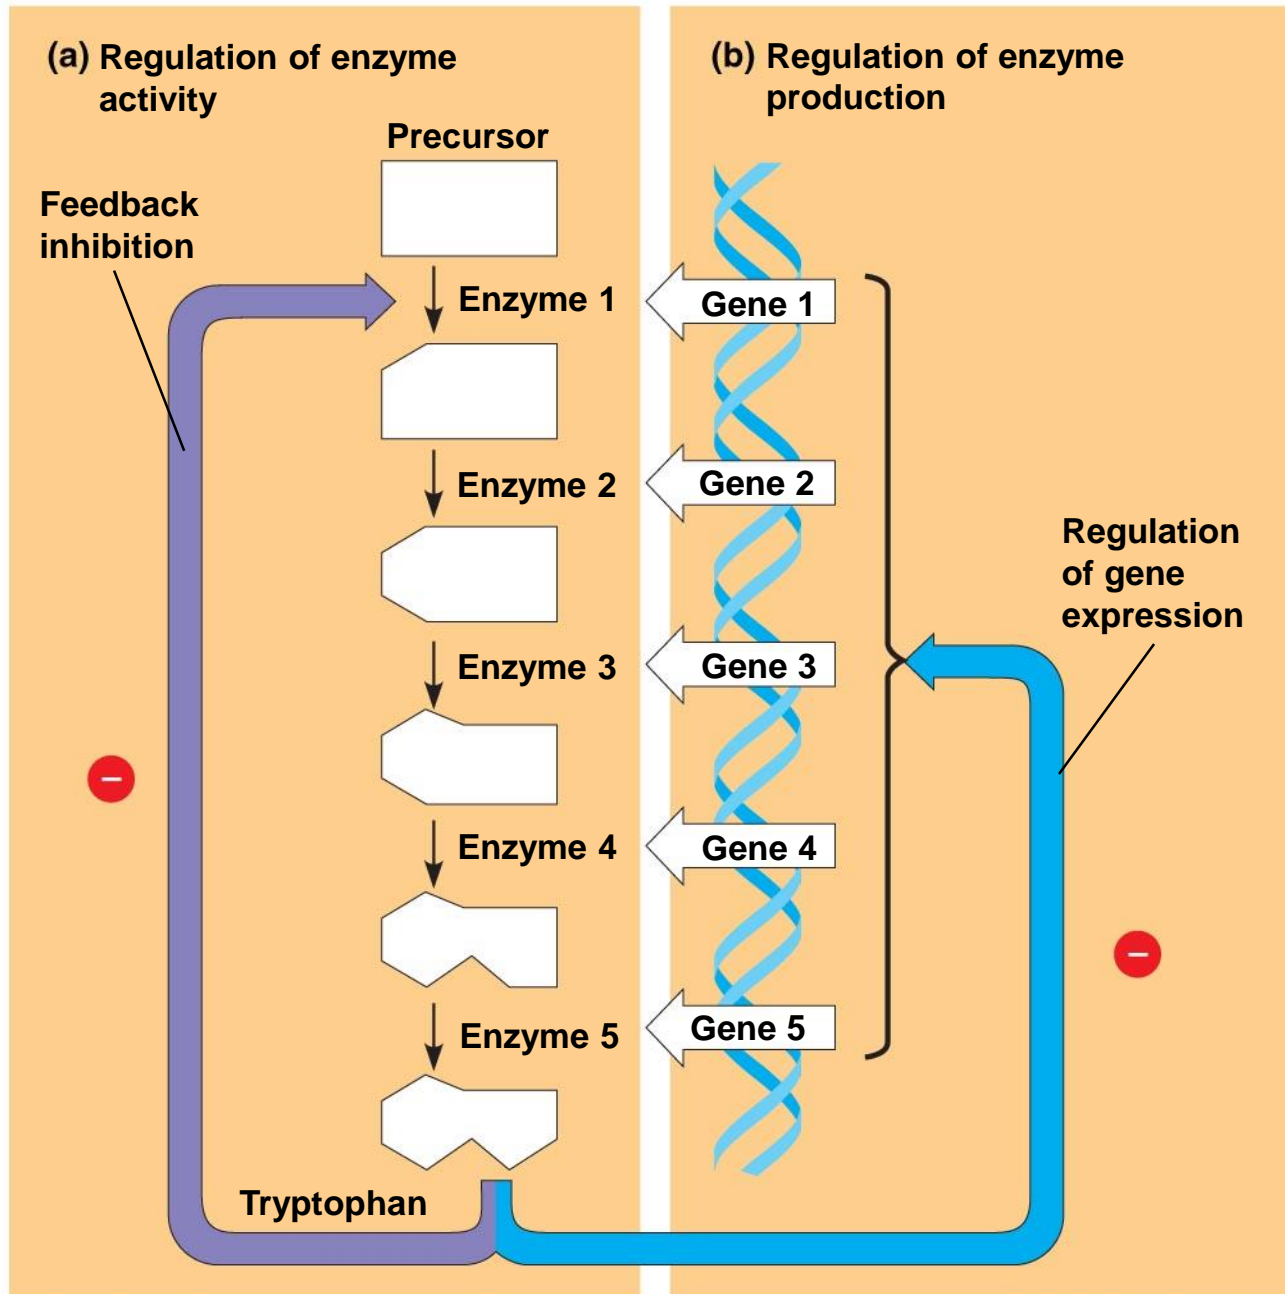 (a) Regulation of enzyme
activity
Precursor
Feedback
inhibition
Enzyme 1
Enzyme 2
Enzyme 3
−
Enzyme 4
Enzyme 5
Tryptophan
(b) Regulation of enzyme
production
Gene 1
Gene 2
Regulation
of gene
expression
Gene 3
Gene 4
−
Gene 5